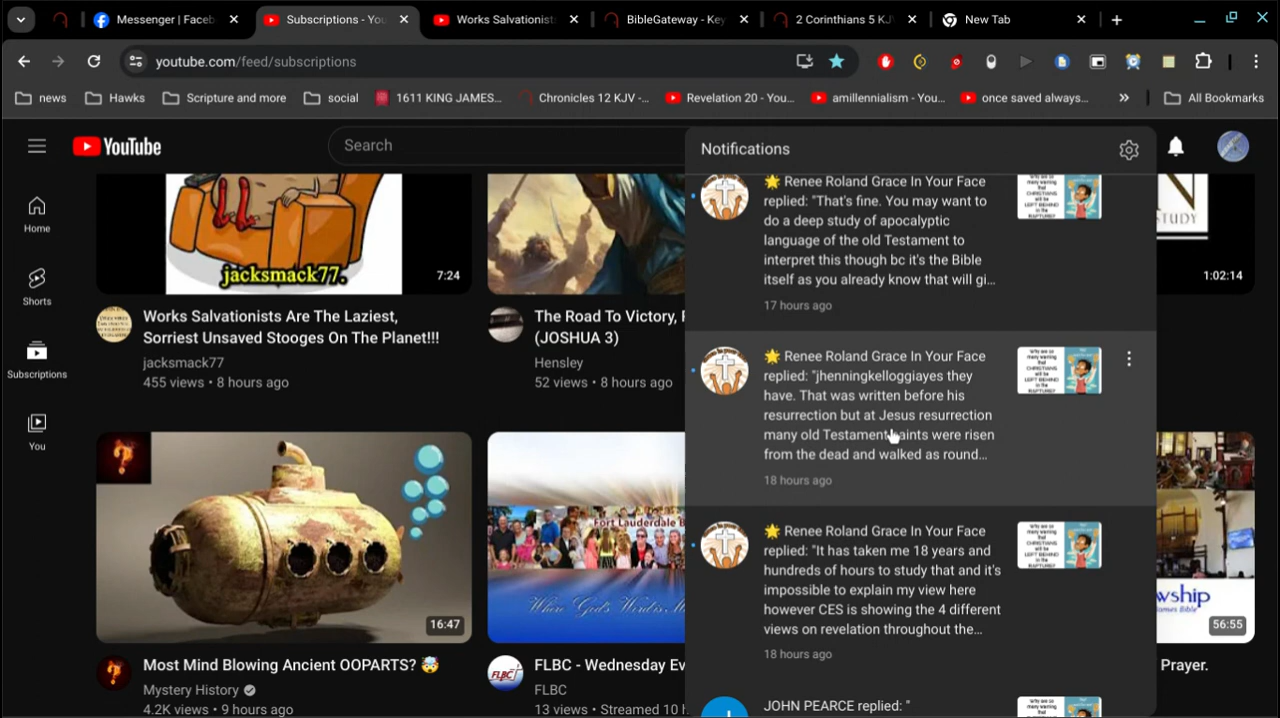 Messenger | Faceb
Subscriptions - You
Works Salvationist
BibleGateway - Key
2 Corinthians 5 KJ
New Tab
youtube.com/feed/subscriptions
news
Hawks
Scripture and more
social
1611 KING JAMES...
Chronicles 12 KJV -...
Revelation 20 - You...
amillennialism - You...
once saved always...
All Bookmarks
YouTube
Search
Notifications
Home
Shorts
Subscriptions
You
jacksmack77.
7:24
Works Salvationists Are The Laziest,
Sorriest Unsaved Stooges On The Planet!!!
jacksmack77
455 views • 8 hours ago
The Road To Victory, F
(JOSHUA 3)
Hensley
52 views • 8 hours ago
STUDY
1:02:14
🌟 Renee Roland Grace In Your Face
replied: "That's fine. You may want to
do a deep study of apocalyptic
language of the old Testament to
interpret this though bc it's the Bible
itself as you already know that will gi...
17 hours ago
🌟 Renee Roland Grace In Your Face
replied: "jhenningkelloggiayes they
have. That was written before his
resurrection but at Jesus resurrection
many old Testament saints were risen
from the dead and walked as round...
18 hours ago
🌟 Renee Roland Grace In Your Face
replied: "It has taken me 18 years and
hundreds of hours to study that and it's
impossible to explain my view here
however CES is showing the 4 different
views on revelation throughout the...
18 hours ago
JOHN PEARCE replied: "
16:47
Most Mind Blowing Ancient OOPARTS? 🤯
Mystery History
4.2K views • 9 hours ago
Fort Lauderdale B
Where God's Word is M
FLBC
FLBC - Wednesday Ev
FLBC
13 views • Streamed 10 h
wship
ames Bible
56:55
Prayer.